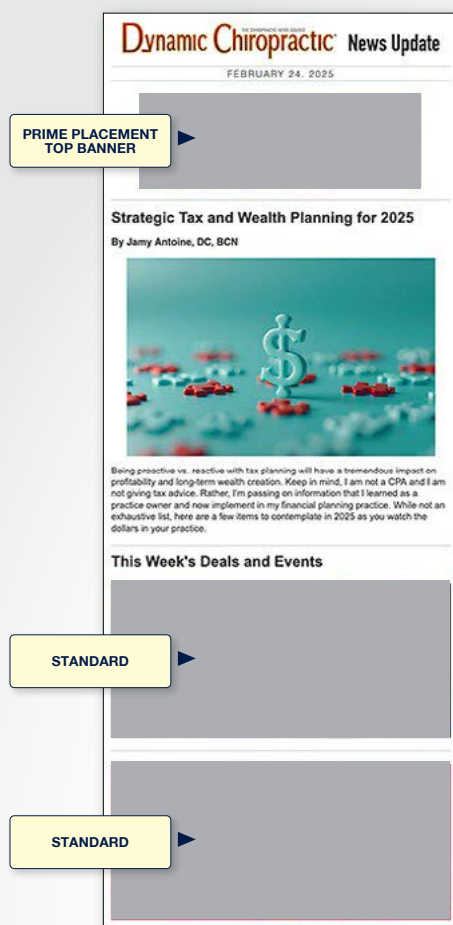 THE CHIROPRACTIC NEWS SOURCE
Dynamic Chiropractic News Update
FEBRUARY 24. 2025
PRIME PLACEMENT
TOP BANNER
Strategic Tax and Wealth Planning for 2025
By Jamy Antoine, DC, BCN
Being proactive vs. reactive with tax planning will have a tremendous impact on
profitability and long-term wealth creation. Keep in mind, I am not a CPA and I am
not giving tax advice. Rather, I'm passing on information that I learned as a
practice owner and now implement in my financial planning practice. While not an
exhaustive list, here are a few items to contemplate in 2025 as you watch the
dollars in your practice.
This Week's Deals and Events
STANDARD
STANDARD